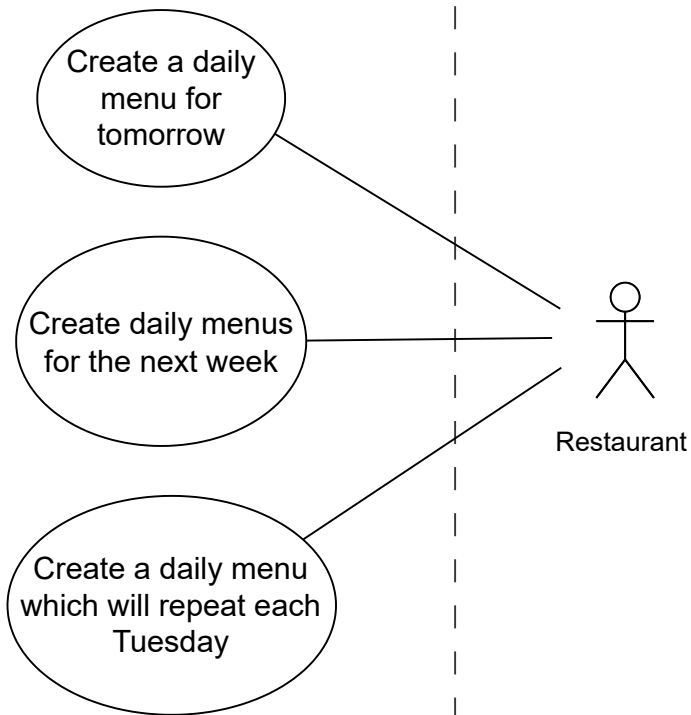 Create a daily
menu for
tomorrow
Create daily menus
for the next week
Restaurant
Create a daily menu
which will repeat each
Tuesday